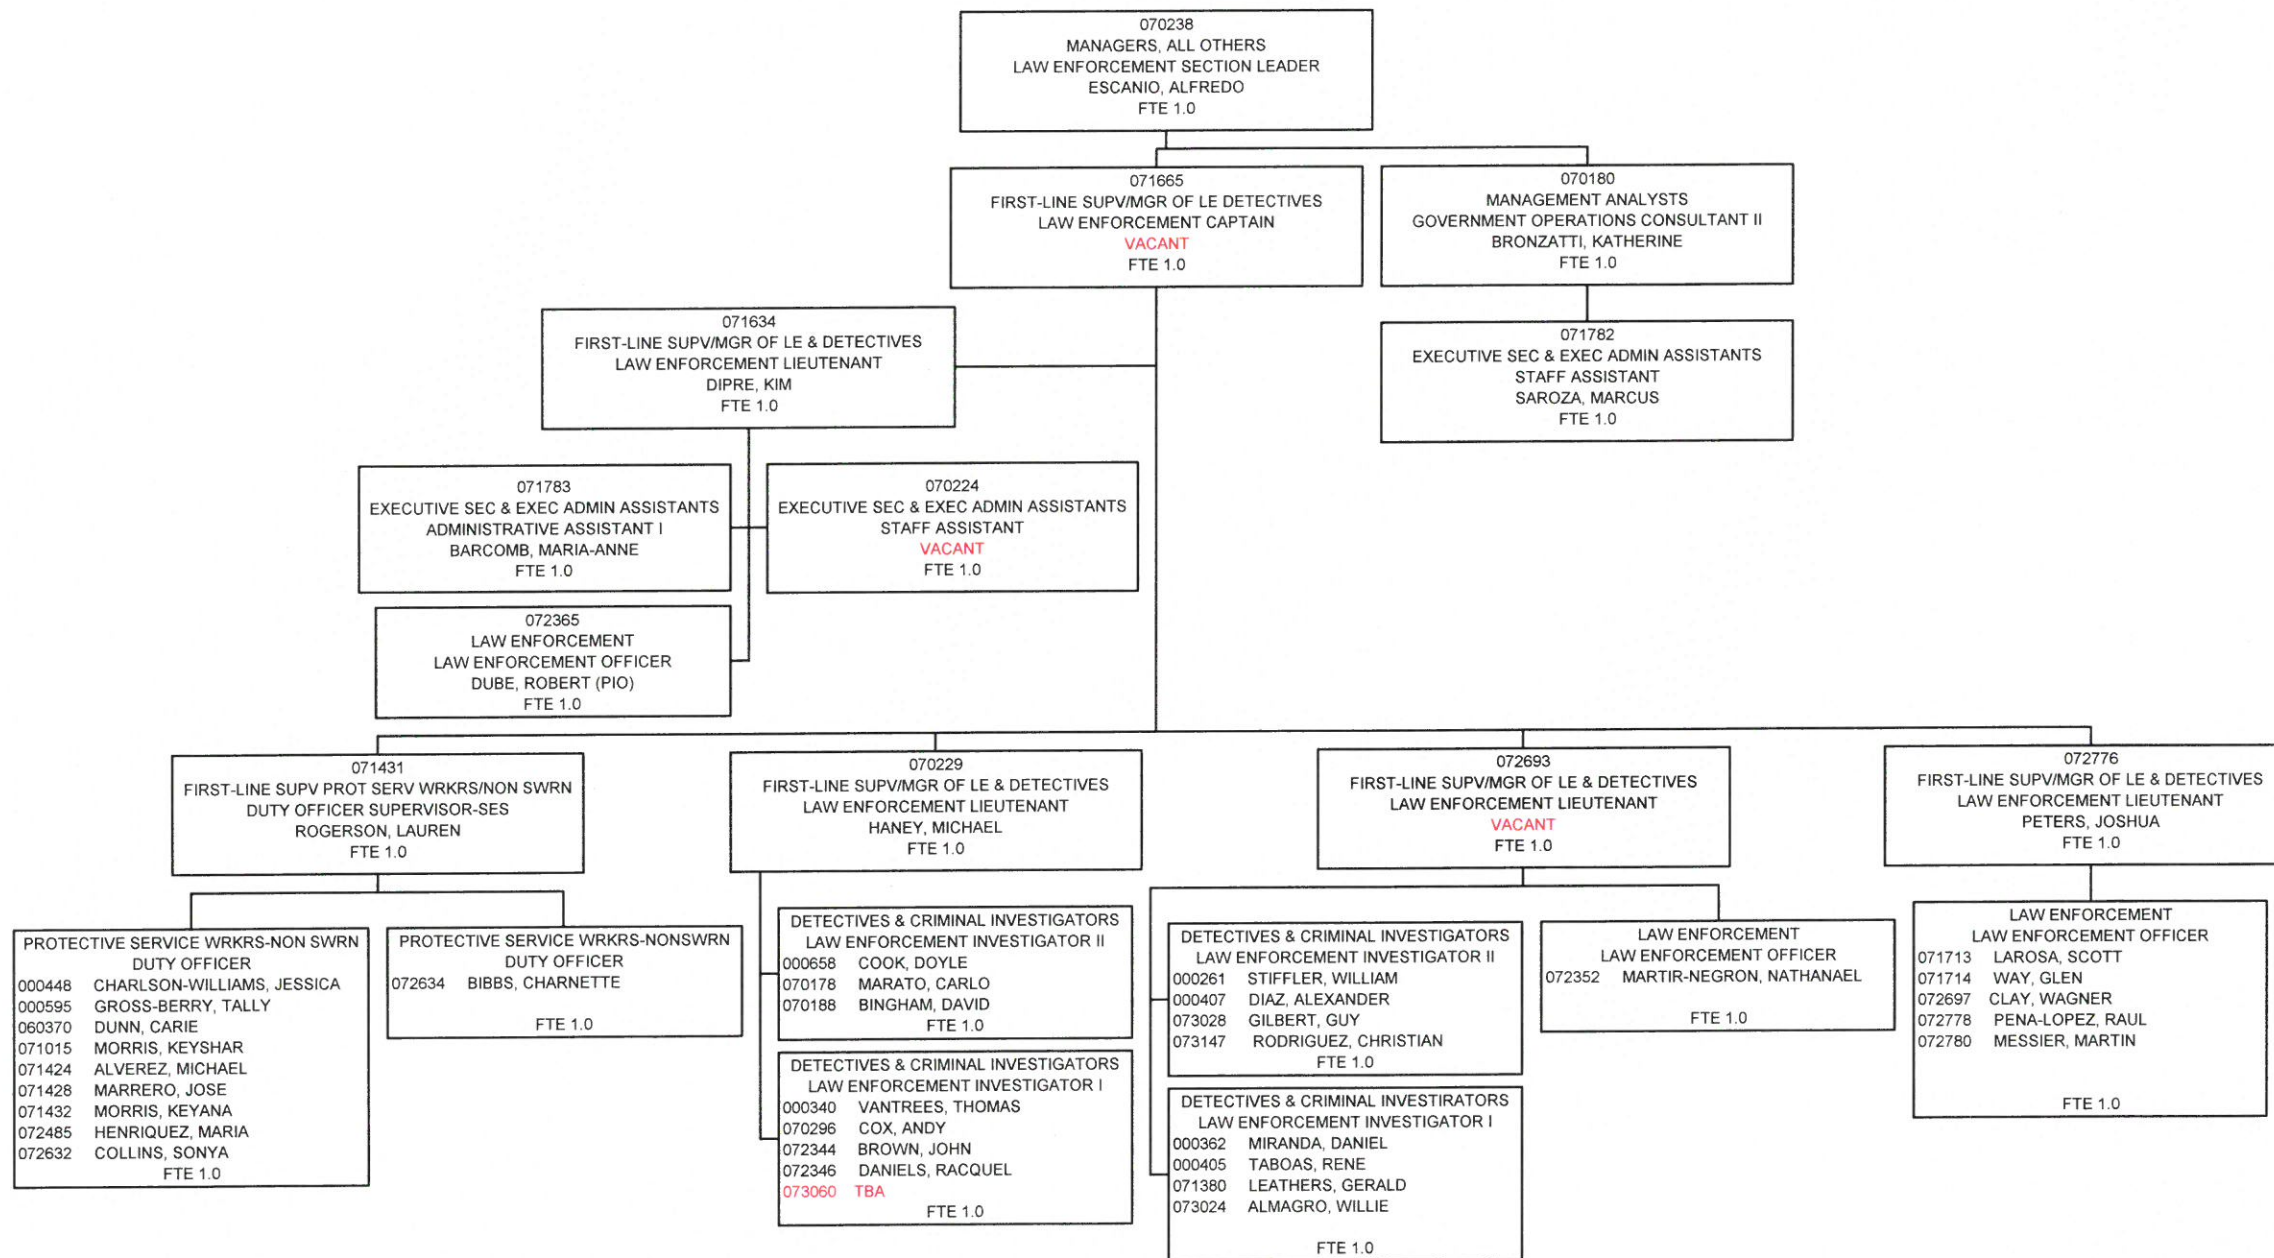 070238
MANAGERS, ALL OTHERS
LAW ENFORCEMENT SECTION LEADER
ESCANIO, ALFREDO
FTE 1.0
071665
FIRST-LINE SUPV/MGR OF LE DETECTIVES
LAW ENFORCEMENT CAPTAIN
VACANT
FTE 1.0
070180
MANAGEMENT ANALYSTS
GOVERNMENT OPERATIONS CONSULTANT II
BRONZATTI, KATHERINE
FTE 1.0
071634
FIRST-LINE SUPV/MGR OF LE & DETECTIVES
LAW ENFORCEMENT LIEUTENANT
DIPRE, KIM
FTE 1.0
071782
EXECUTIVE SEC & EXEC ADMIN ASSISTANTS
STAFF ASSISTANT
SAROZA, MARCUS
FTE 1.0
071783
EXECUTIVE SEC & EXEC ADMIN ASSISTANTS
ADMINISTRATIVE ASSISTANT I
BARCOMB, MARIA-ANNE
FTE 1.0
070224
EXECUTIVE SEC & EXEC ADMIN ASSISTANTS
STAFF ASSISTANT
VACANT
FTE 1.0
072365
LAW ENFORCEMENT
LAW ENFORCEMENT OFFICER
DUBE, ROBERT (PIO)
FTE 1.0
071431
FIRST-LINE SUPV PROT SERV WRKRS/NON SWRN
DUTY OFFICER SUPERVISOR-SES
ROGERSON, LAUREN
FTE 1.0
070229
FIRST-LINE SUPV/MGR OF LE & DETECTIVES
LAW ENFORCEMENT LIEUTENANT
HANEY, MICHAEL
FTE 1.0
072693
FIRST-LINE SUPV/MGR OF LE & DETECTIVES
LAW ENFORCEMENT LIEUTENANT
VACANT
FTE 1.0
072776
FIRST-LINE SUPV/MGR OF LE & DETECTIVES
LAW ENFORCEMENT LIEUTENANT
PETERS, JOSHUA
FTE 1.0
PROTECTIVE SERVICE WRKRS-NON SWRN
DUTY OFFICER
000448 CHARLSON-WILLIAMS, JESSICA
000595 GROSS-BERRY, TALLY
060370 DUNN, CARIE
071015 MORRIS, KEYSHAR
071424 ALVEREZ, MICHAEL
071428 MARRERO, JOSE
071432 MORRIS, KEYANA
072485 HENRIQUEZ, MARIA
072632 COLLINS, SONYA
FTE 1.0
PROTECTIVE SERVICE WRKRS-NONSWRN
DUTY OFFICER
072634 BIBBS, CHARNETTE
FTE 1.0
DETECTIVES & CRIMINAL INVESTIGATORS
LAW ENFORCEMENT INVESTIGATOR II
000658 COOK, DOYLE
070178 MARATO, CARLO
070188 BINGHAM, DAVID
FTE 1.0
DETECTIVES & CRIMINAL INVESTIGATORS
LAW ENFORCEMENT INVESTIGATOR I
000340 VANTREES, THOMAS
070296 COX, ANDY
072344 BROWN, JOHN
072346 DANIELS, RACQUEL
073060 TBA
FTE 1.0
DETECTIVES & CRIMINAL INVESTIGATORS
LAW ENFORCEMENT INVESTIGATOR II
000261 STIFFLER, WILLIAM
000407 DIAZ, ALEXANDER
073028 GILBERT, GUY
073147 RODRIGUEZ, CHRISTIAN
FTE 1.0
DETECTIVES & CRIMINAL INVESTIRATORS
LAW ENFORCEMENT INVESTIGATOR I
000362 MIRANDA, DANIEL
000405 TABOAS, RENE
071380 LEATHERS, GERALD
073024 ALMAGRO, WILLIE
FTE 1.0
LAW ENFORCEMENT
LAW ENFORCEMENT OFFICER
072352 MARTIR-NEGRON, NATHANAEL
FTE 1.0
LAW ENFORCEMENT
LAW ENFORCEMENT OFFICER
071713 LAROSA, SCOTT
071714 WAY, GLEN
072697 CLAY, WAGNER
072778 PENA-LOPEZ, RAUL
072780 MESSIER, MARTIN
FTE 1.0